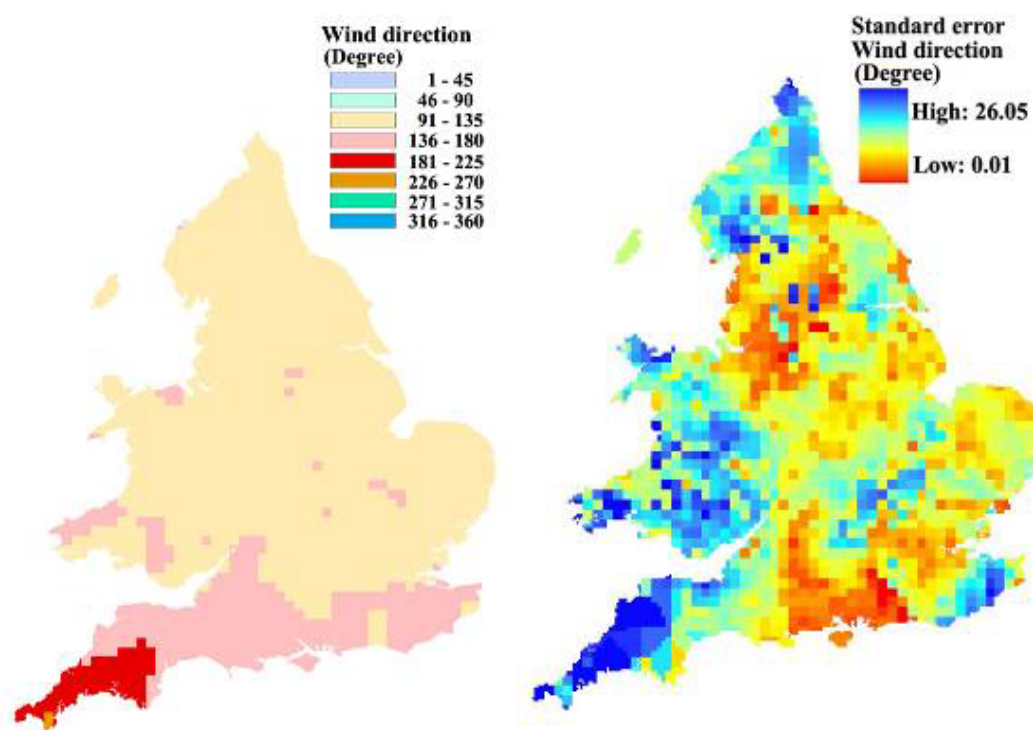 Wind direction
(Degree)
1 - 45
46 - 90
91 - 135
136 - 180
181 - 225
226 - 270
271 - 315
316 - 360
Standard error
Wind direction
(Degree)
High: 26.05
Low: 0.01